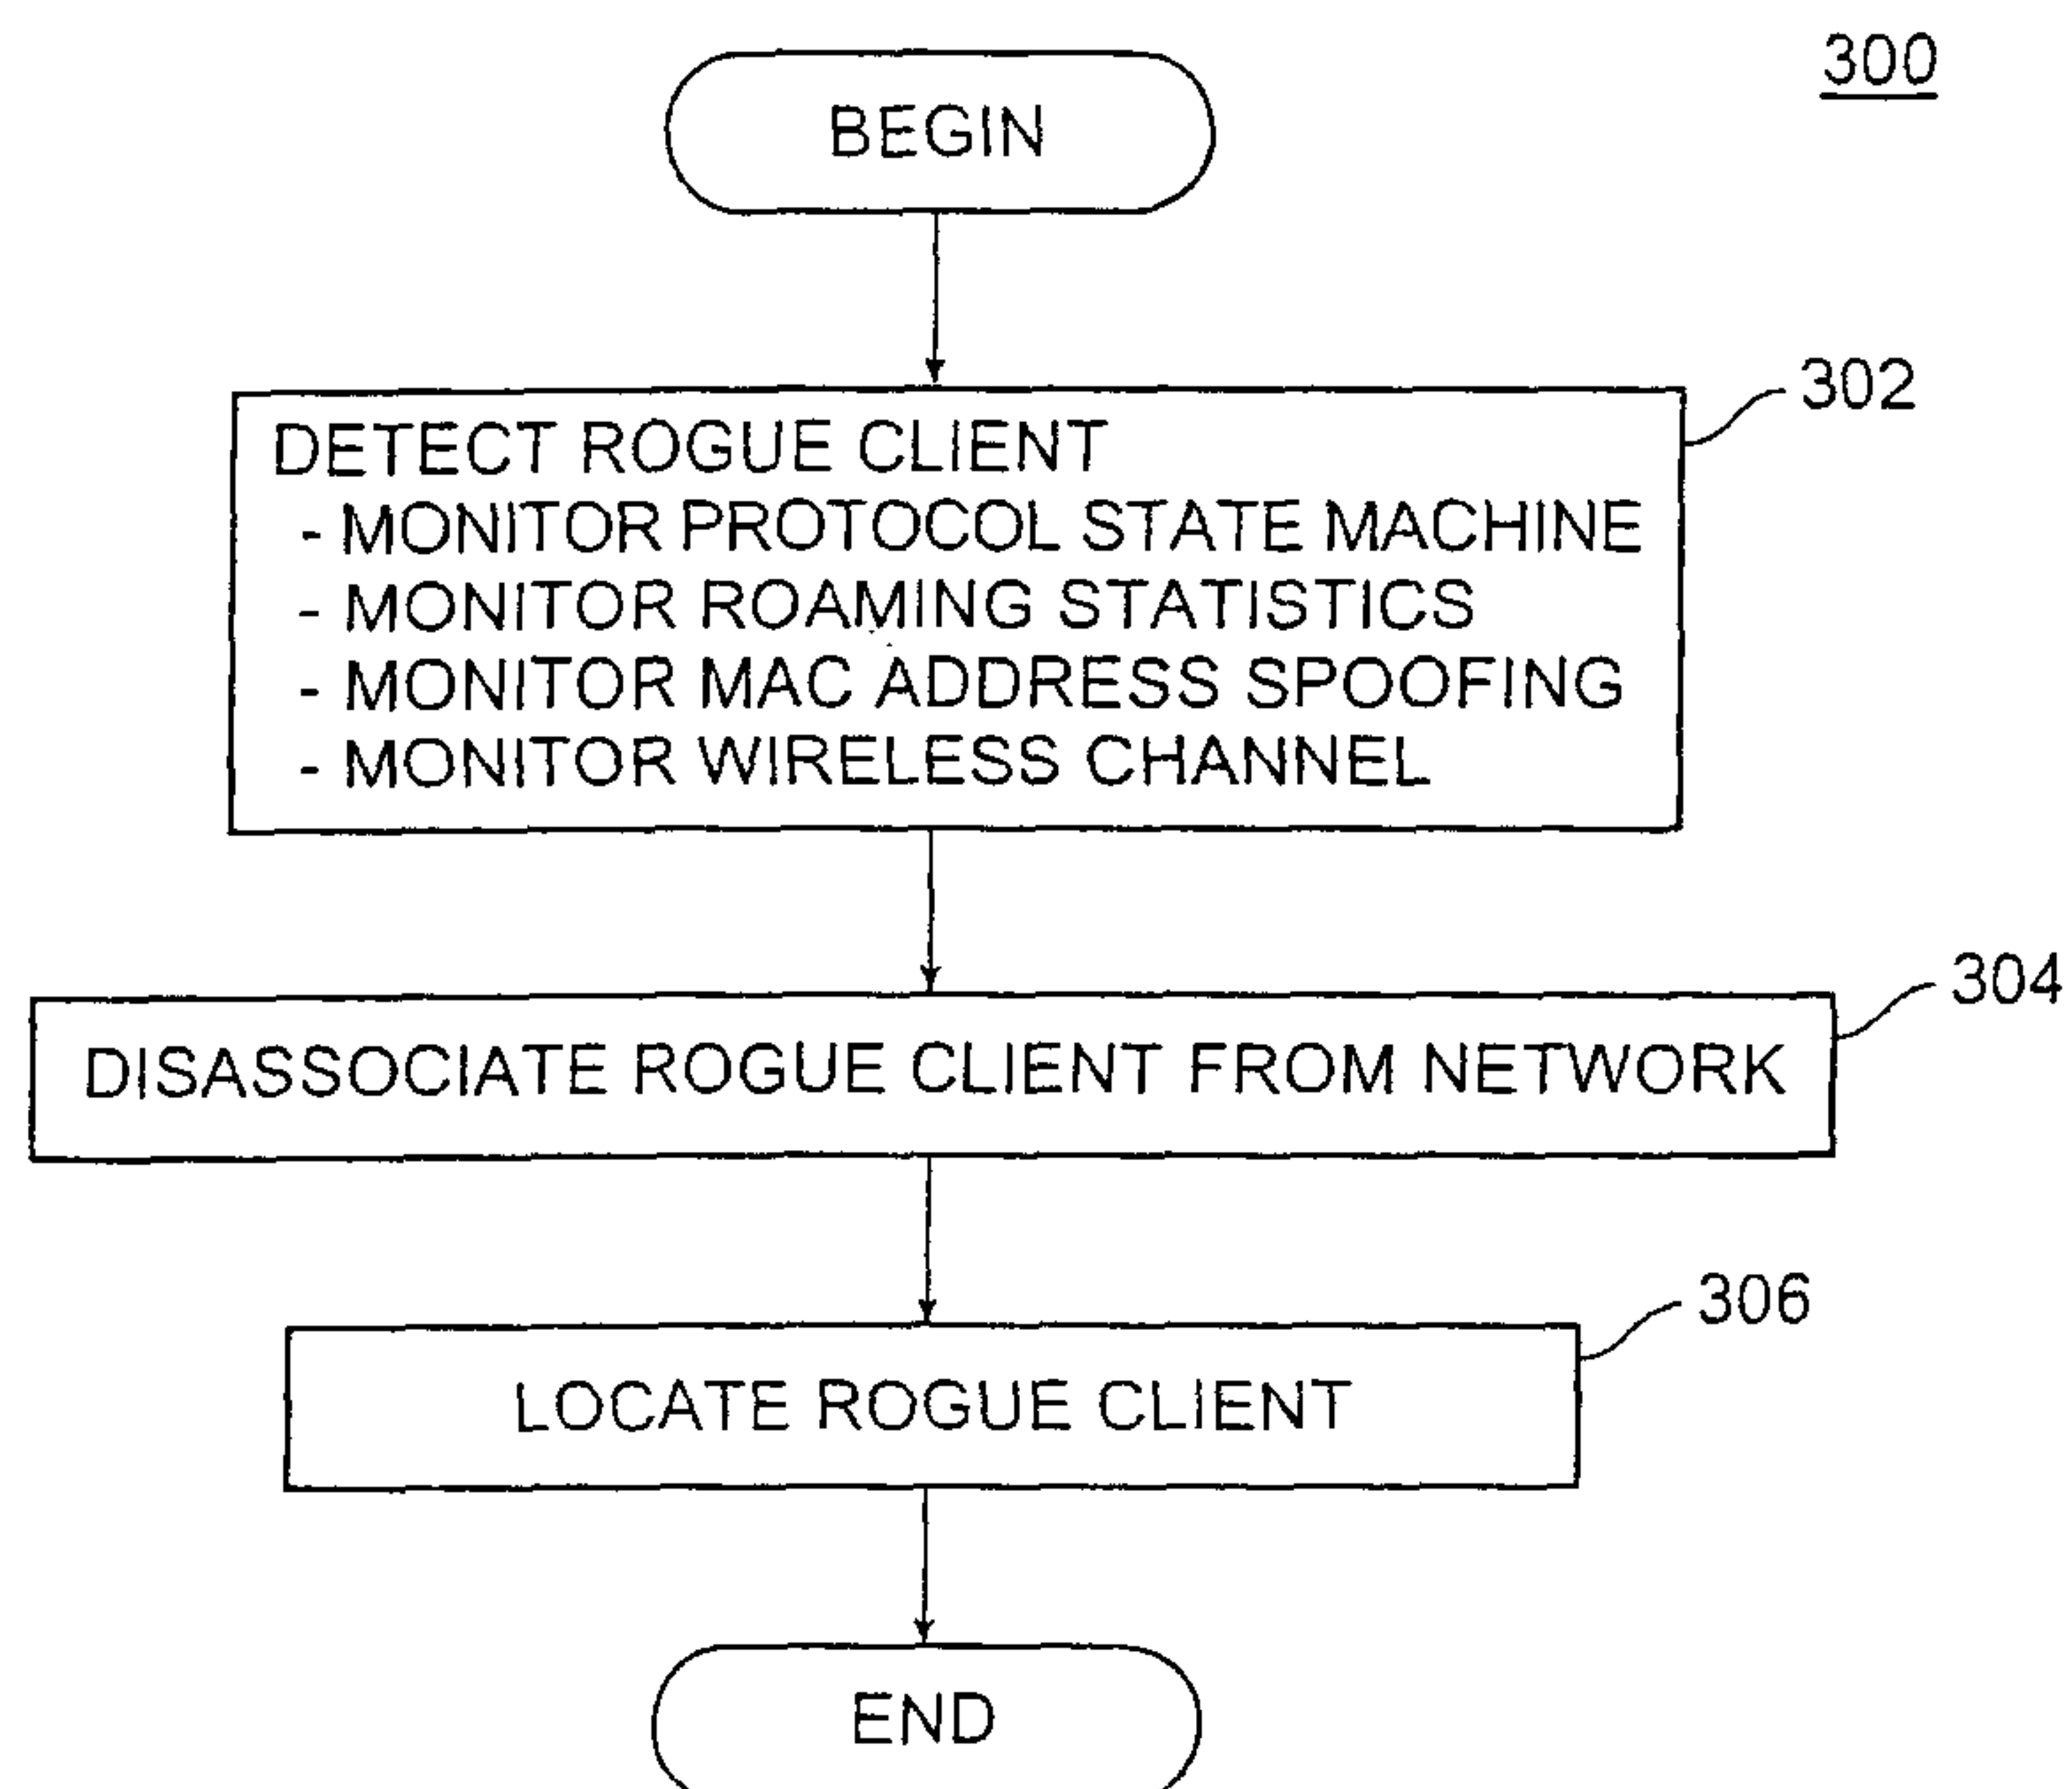 300
BEGIN
302
DETECT ROGUE CLIENT
- MONITOR PROTOCOL STATE MACHINE
- MONITOR ROAMING STATISTICS
- MONITOR MAC ADDRESS SPOOFING
- MONITOR WIRELESS CHANNEL
304
DISASSOCIATE ROGUE CLIENT FROM NETWORK
306
LOCATE ROGUE CLIENT
END